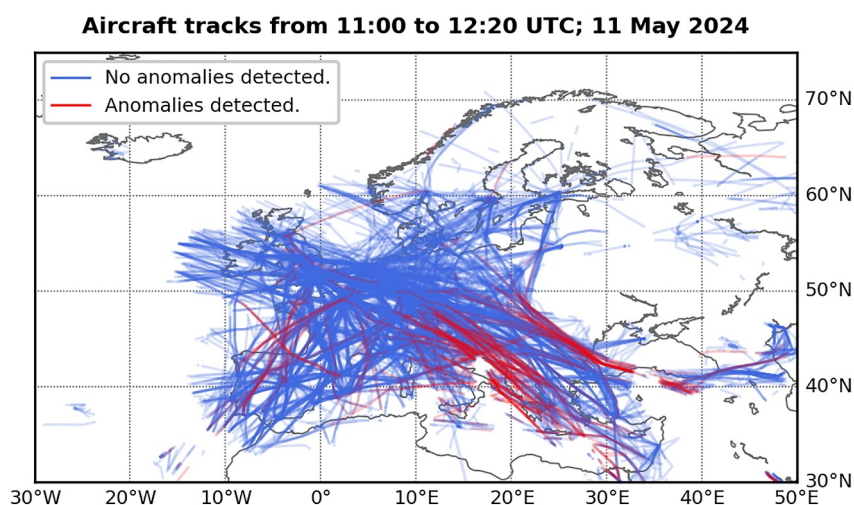 Aircraft tracks from 11:00 to 12:20 UTC; 11 May 2024
No anomalies detected.
Anomalies detected.
70°N
60°N
50°N
40°N
30°N
30°W 20°W 10°W 0° 10°E 20°E 30°E 40°E 50°E